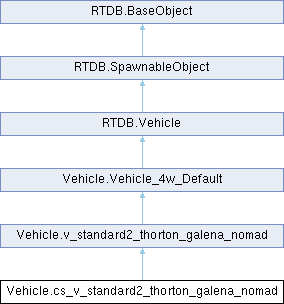 RTDB.BaseObject
RTDB.SpawnableObject
RTDB.Vehicle
Vehicle.Vehicle_4w_Default
Vehicle.v_standard2_thorton_galena_nomad
Vehicle.cs_v_standard2_thorton_galena_nomad